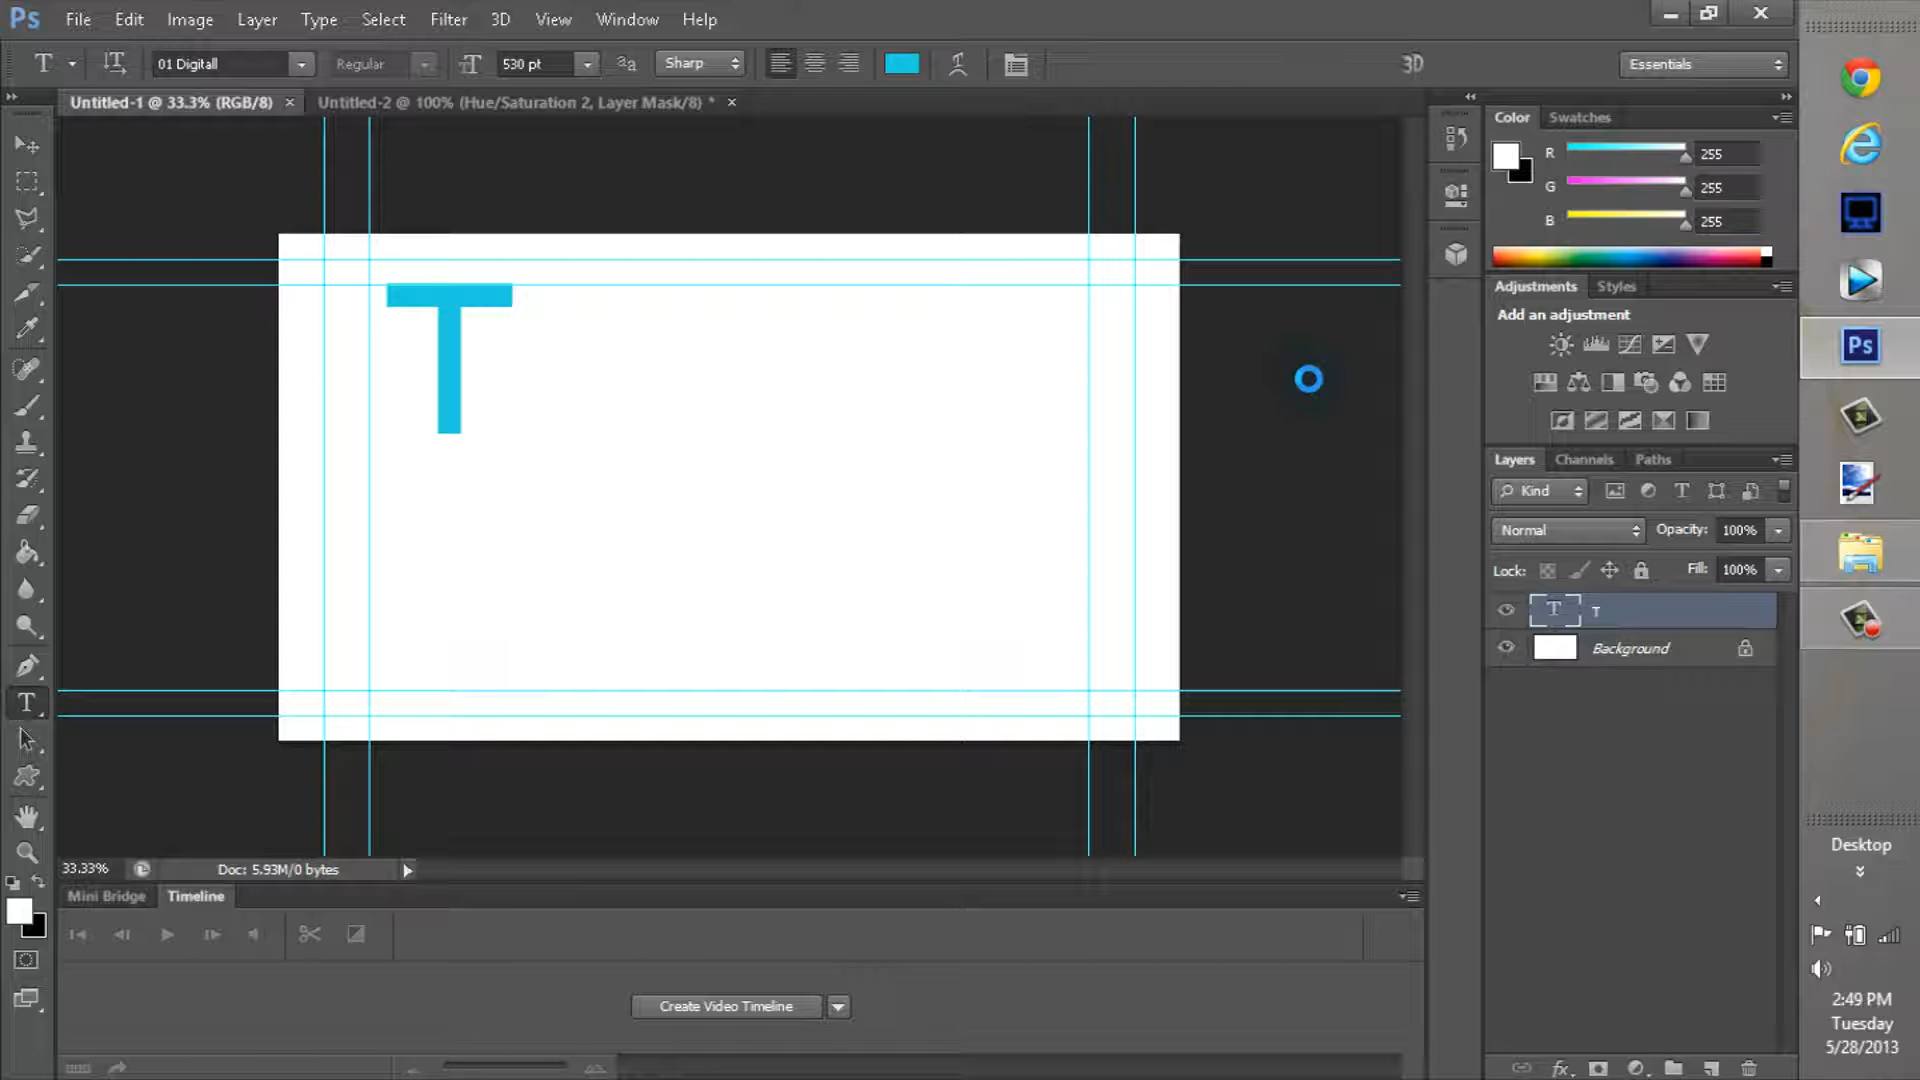 Ps File Edit Image Layer Type Select Filter 3D View Window Help
T 01 Digitall Regular 530 pt Sharp 3D Essentials
Untitled-1 @ 33.3% (RGB/8) × Untitled-2 @ 100% (Hue/Saturation 2, Layer Mask/8) * ×
Color Swatches
R 255
G 255
B 255
Adjustments Styles
Add an adjustment
T
Ps
Layers Channels Paths
Kind
Normal Opacity: 100%
Lock: Fill: 100%
T T
Background
33.33% Doc: 5.93M/0 bytes
Mini Bridge Timeline
Create Video Timeline
Desktop
2:49 PM
Tuesday
5/28/2013